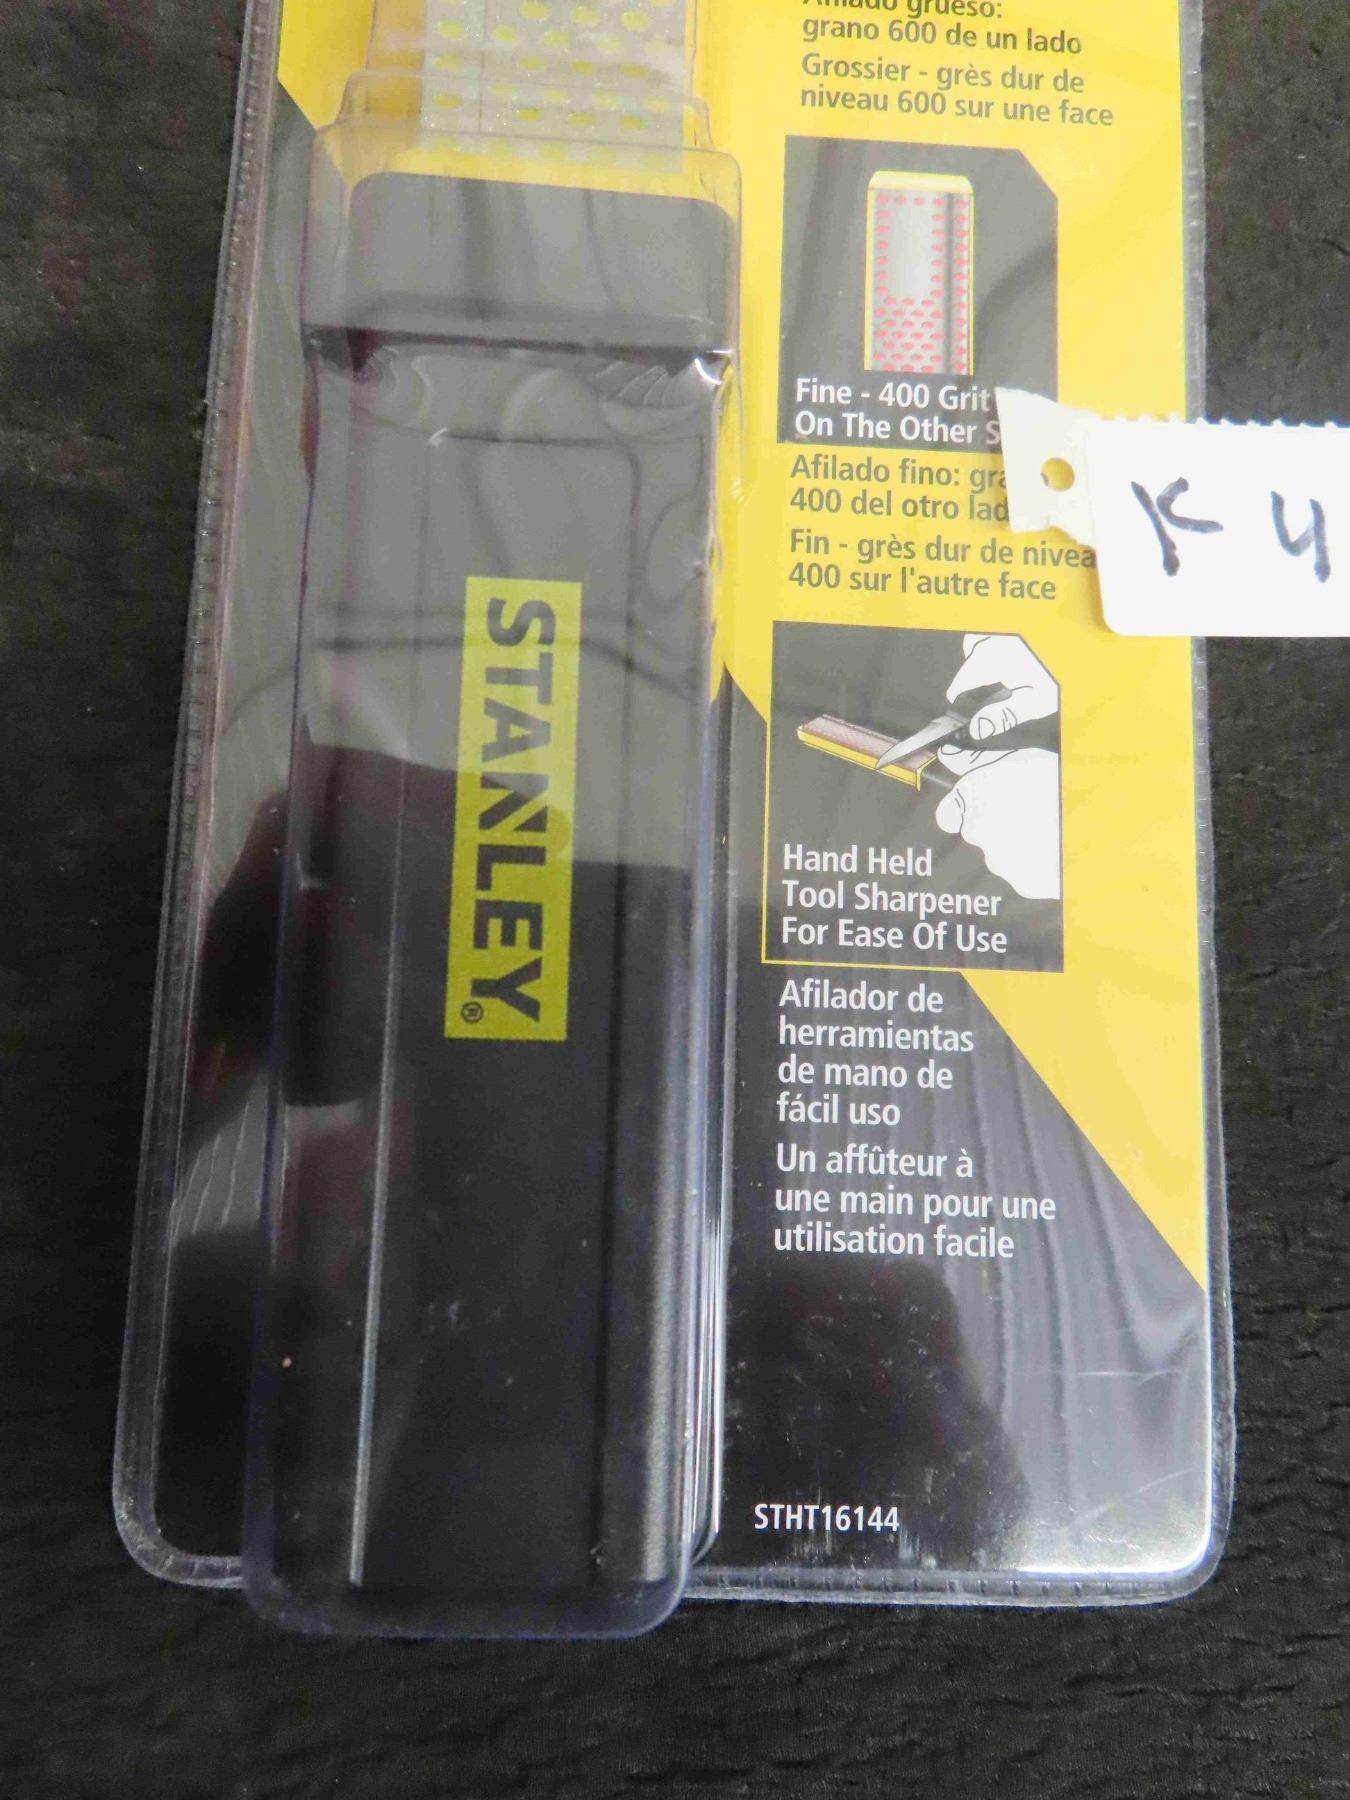 Afilado grueso:
grano 600 de un lado
Grossier - grès dur de
niveau 600 sur une face
Fine - 400 Grit
On The Other
Afilado fino:
400 del otro
Fin - grès dur de
400 sur l'autre face
K 4
STANLEY®
Hand Held
Tool Sharpener
For Ease Of Use
Afilador de
herramientas
de mano de
fácil uso
Un affûteur à
une main pour une
utilisation facile
STHT16144